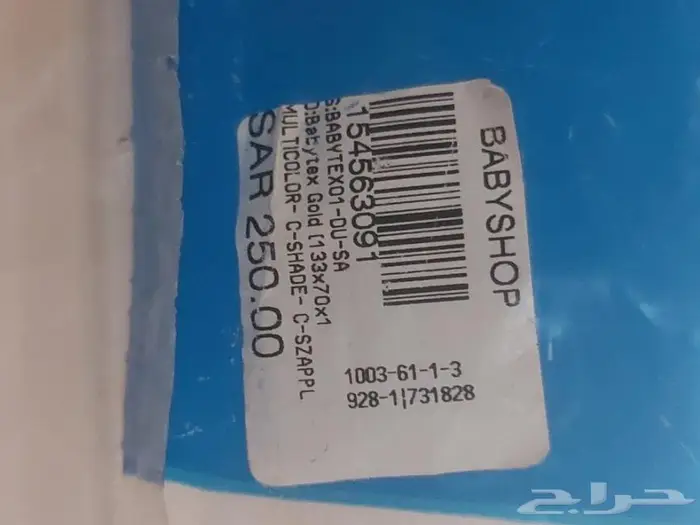 BABYSHOP
154563091
S:BABYTEX01-DU-SA
D:Babytex Gold [133x70x1
MULTICOLOR- C-SHADE- C-SZAPPL
SAR 250.00
1003-61-1-3
928-1|731828
حراج